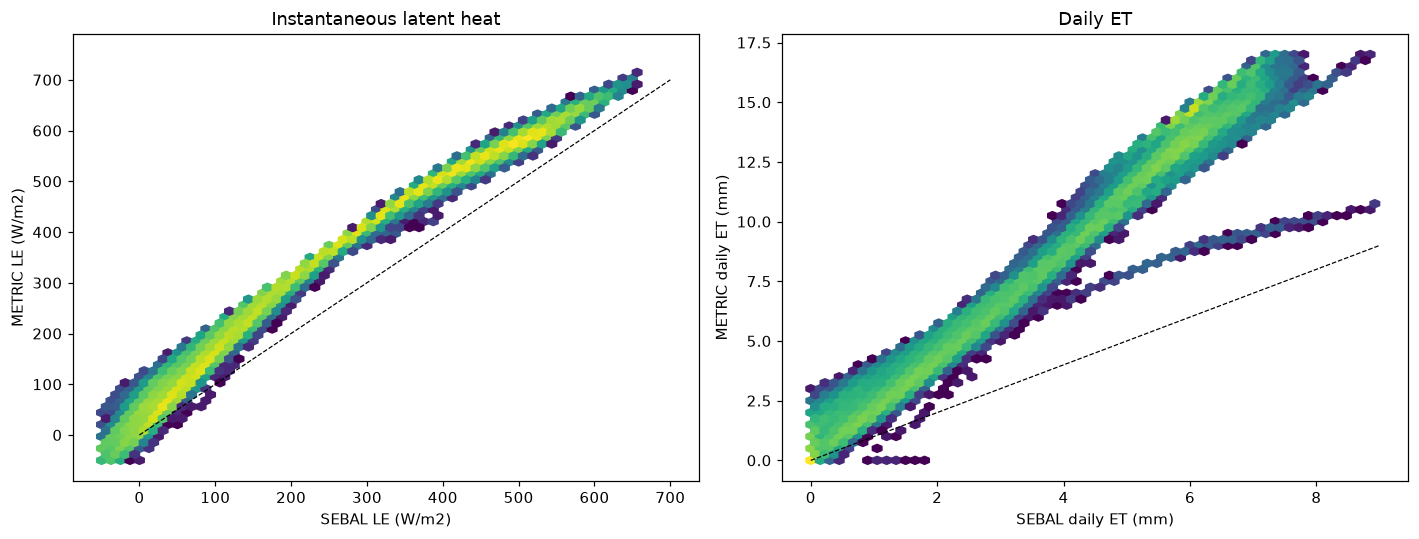 Instantaneous latent heat
METRIC LE (W/m2)
700
600
500
400
300
200
100
0
0 100 200 300 400 500 600 700
SEBAL LE (W/m2)
Daily ET
METRIC daily ET (mm)
17.5
15.0
12.5
10.0
7.5
5.0
2.5
0.0
0 2 4 6 8
SEBAL daily ET (mm)